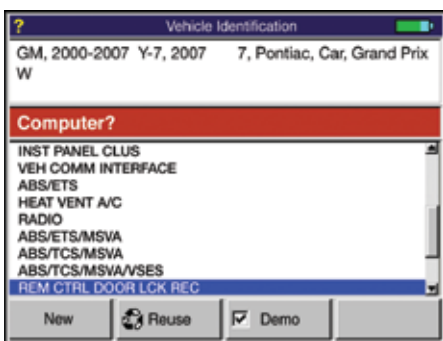 ? Vehicle Identification
GM, 2000-2007 Y-7, 2007 7, Pontiac, Car, Grand Prix
W
Computer?
INST PANEL CLUS
VEH COMM INTERFACE
ABS/ETS
HEAT VENT A/C
RADIO
ABS/ETS/MSVA
ABS/TCS/MSVA
ABS/TCS/MSVA/VSES
REM CTRL DOOR LCK REC
New Reuse Demo